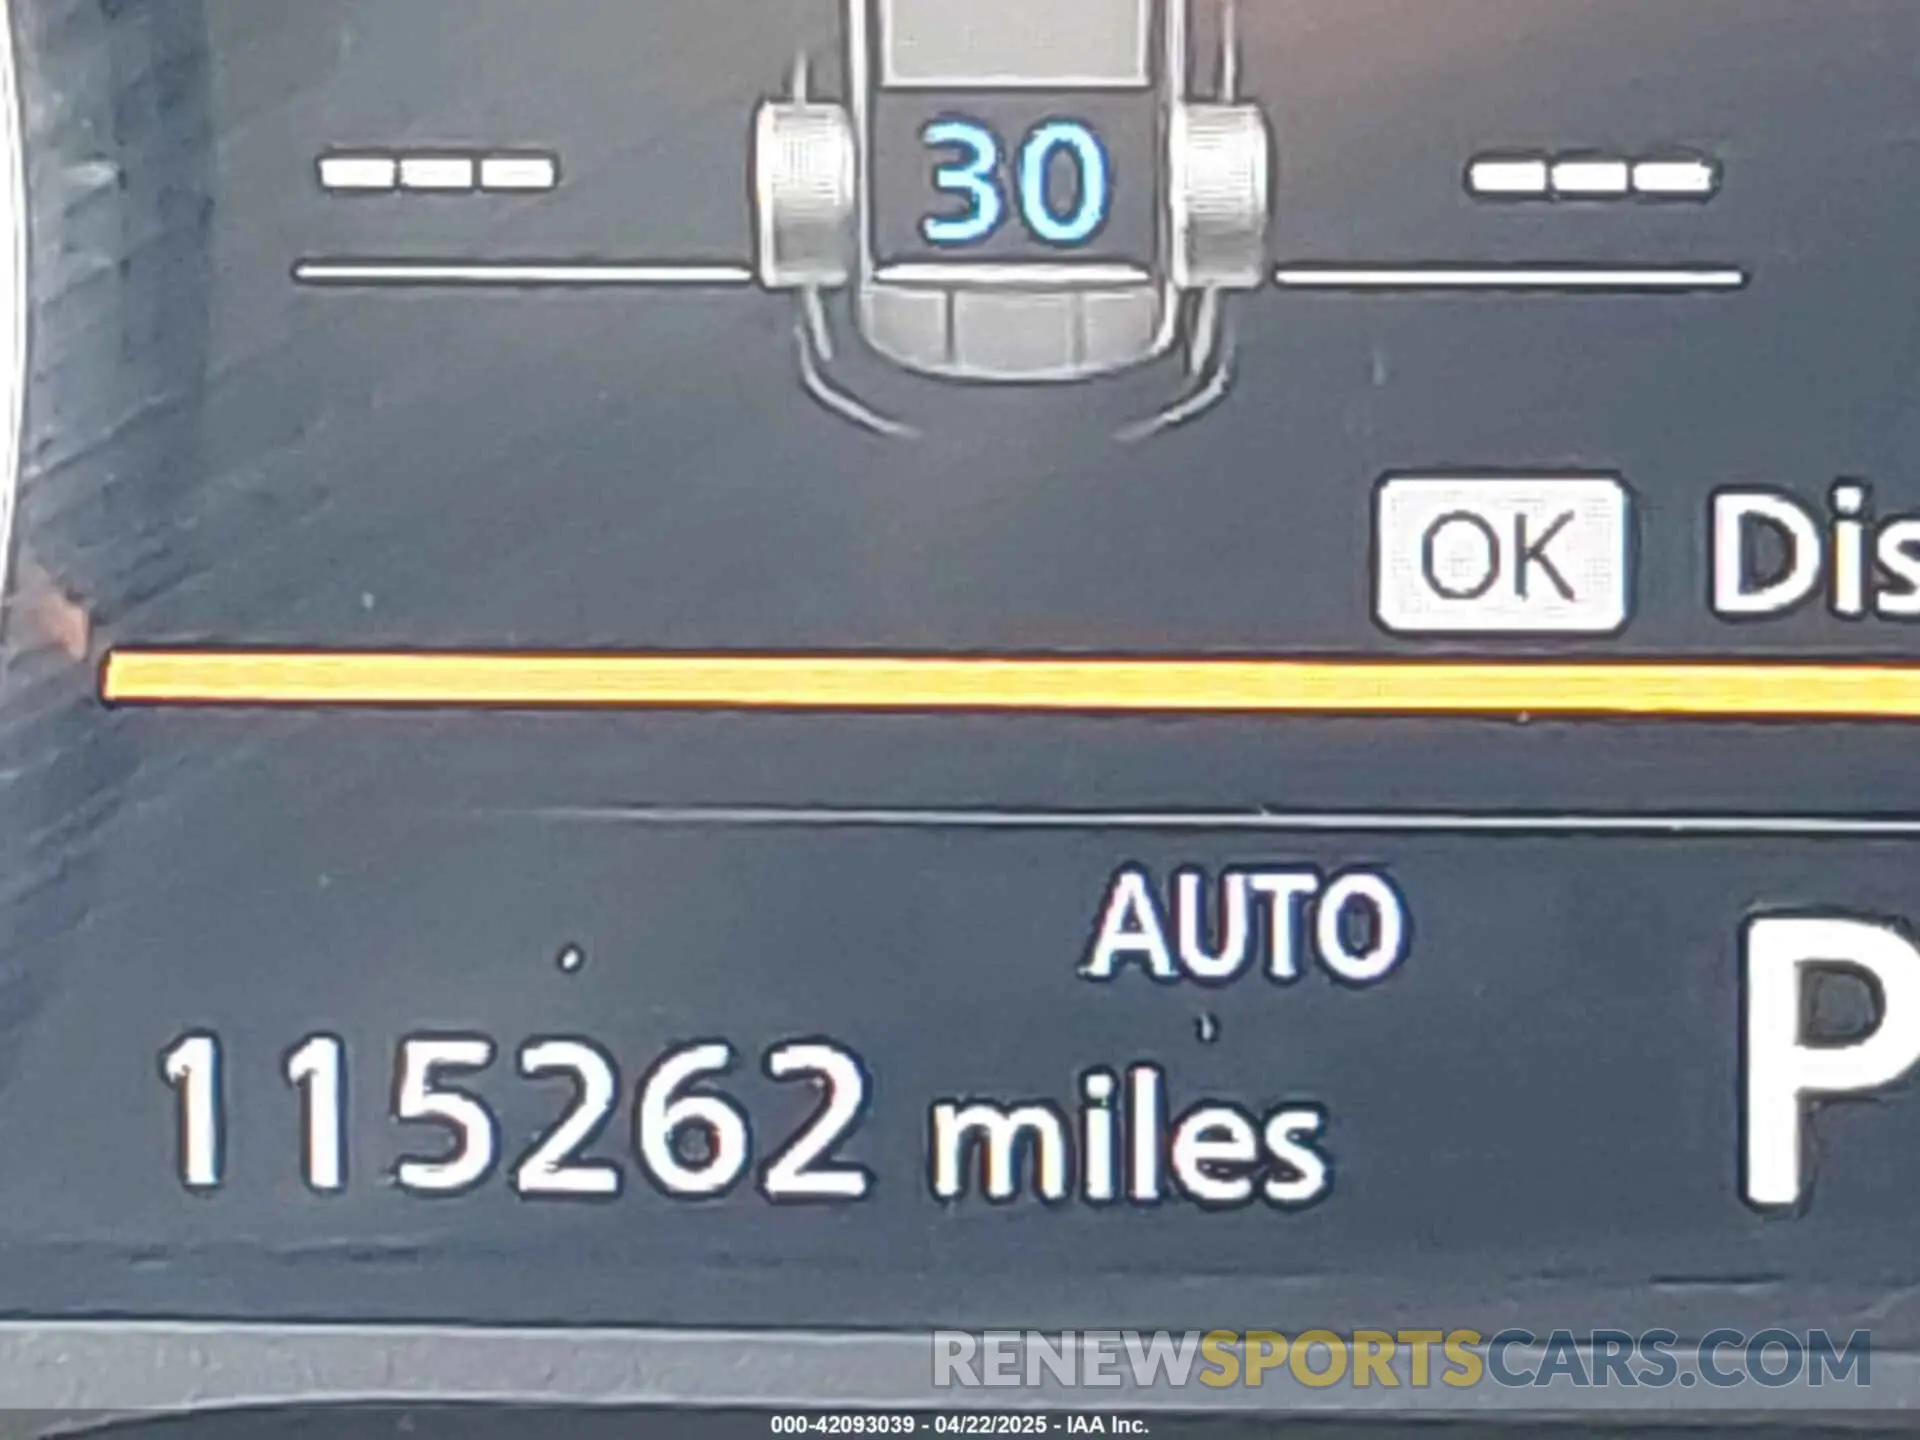 --- 30 ---
OK Dis
AUTO
P
115262 miles
RENEWSPORTSCARS.COM
000-42093039 - 04/22/2025 - IAA Inc.